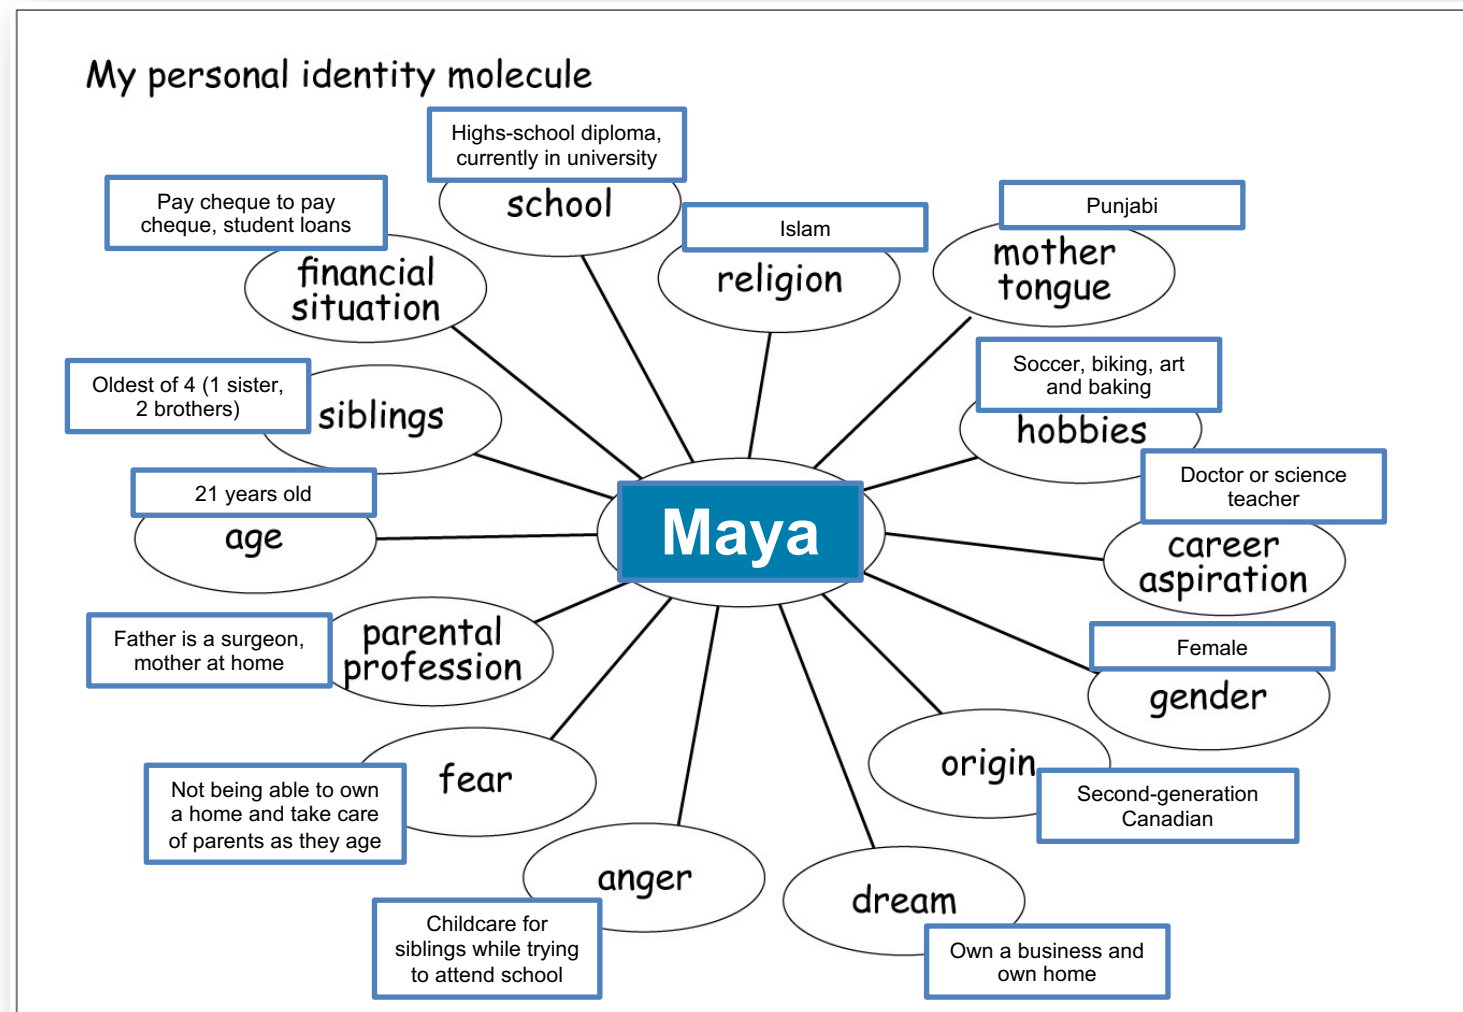 My personal identity molecule
Highs-school diploma,
currently in university
school
Pay cheque to pay
cheque, student loans
financial
situation
Islam
religion
Punjabi
mother
tongue
Oldest of 4 (1 sister,
2 brothers)
siblings
Soccer, biking, art
and baking
hobbies
21 years old
age
Maya
Doctor or science
teacher
career
aspiration
Father is a surgeon,
mother at home
parental
profession
Female
gender
Not being able to own
a home and take care
of parents as they age
fear
origin
Second-generation
Canadian
anger
Childcare for
siblings while trying
to attend school
dream
Own a business and
own home